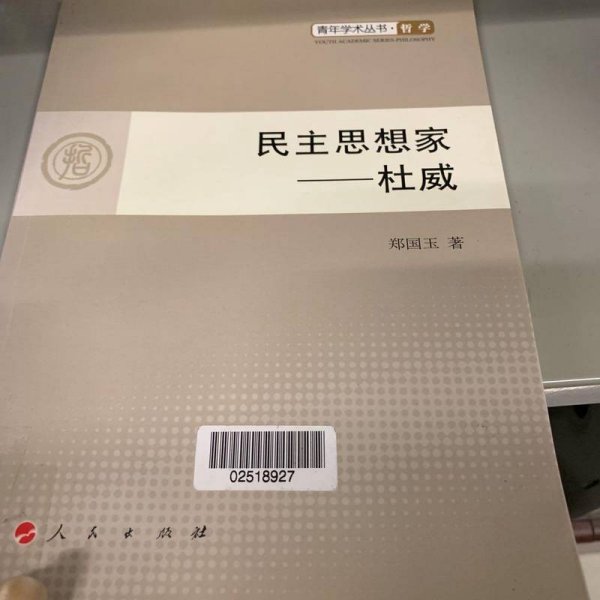 青年学术丛书·哲学
YOUTH ACADEMIC SERIES-PHILOSOPHY
哲
民主思想家
——杜威
郑国玉 著
02518927
人民出版社